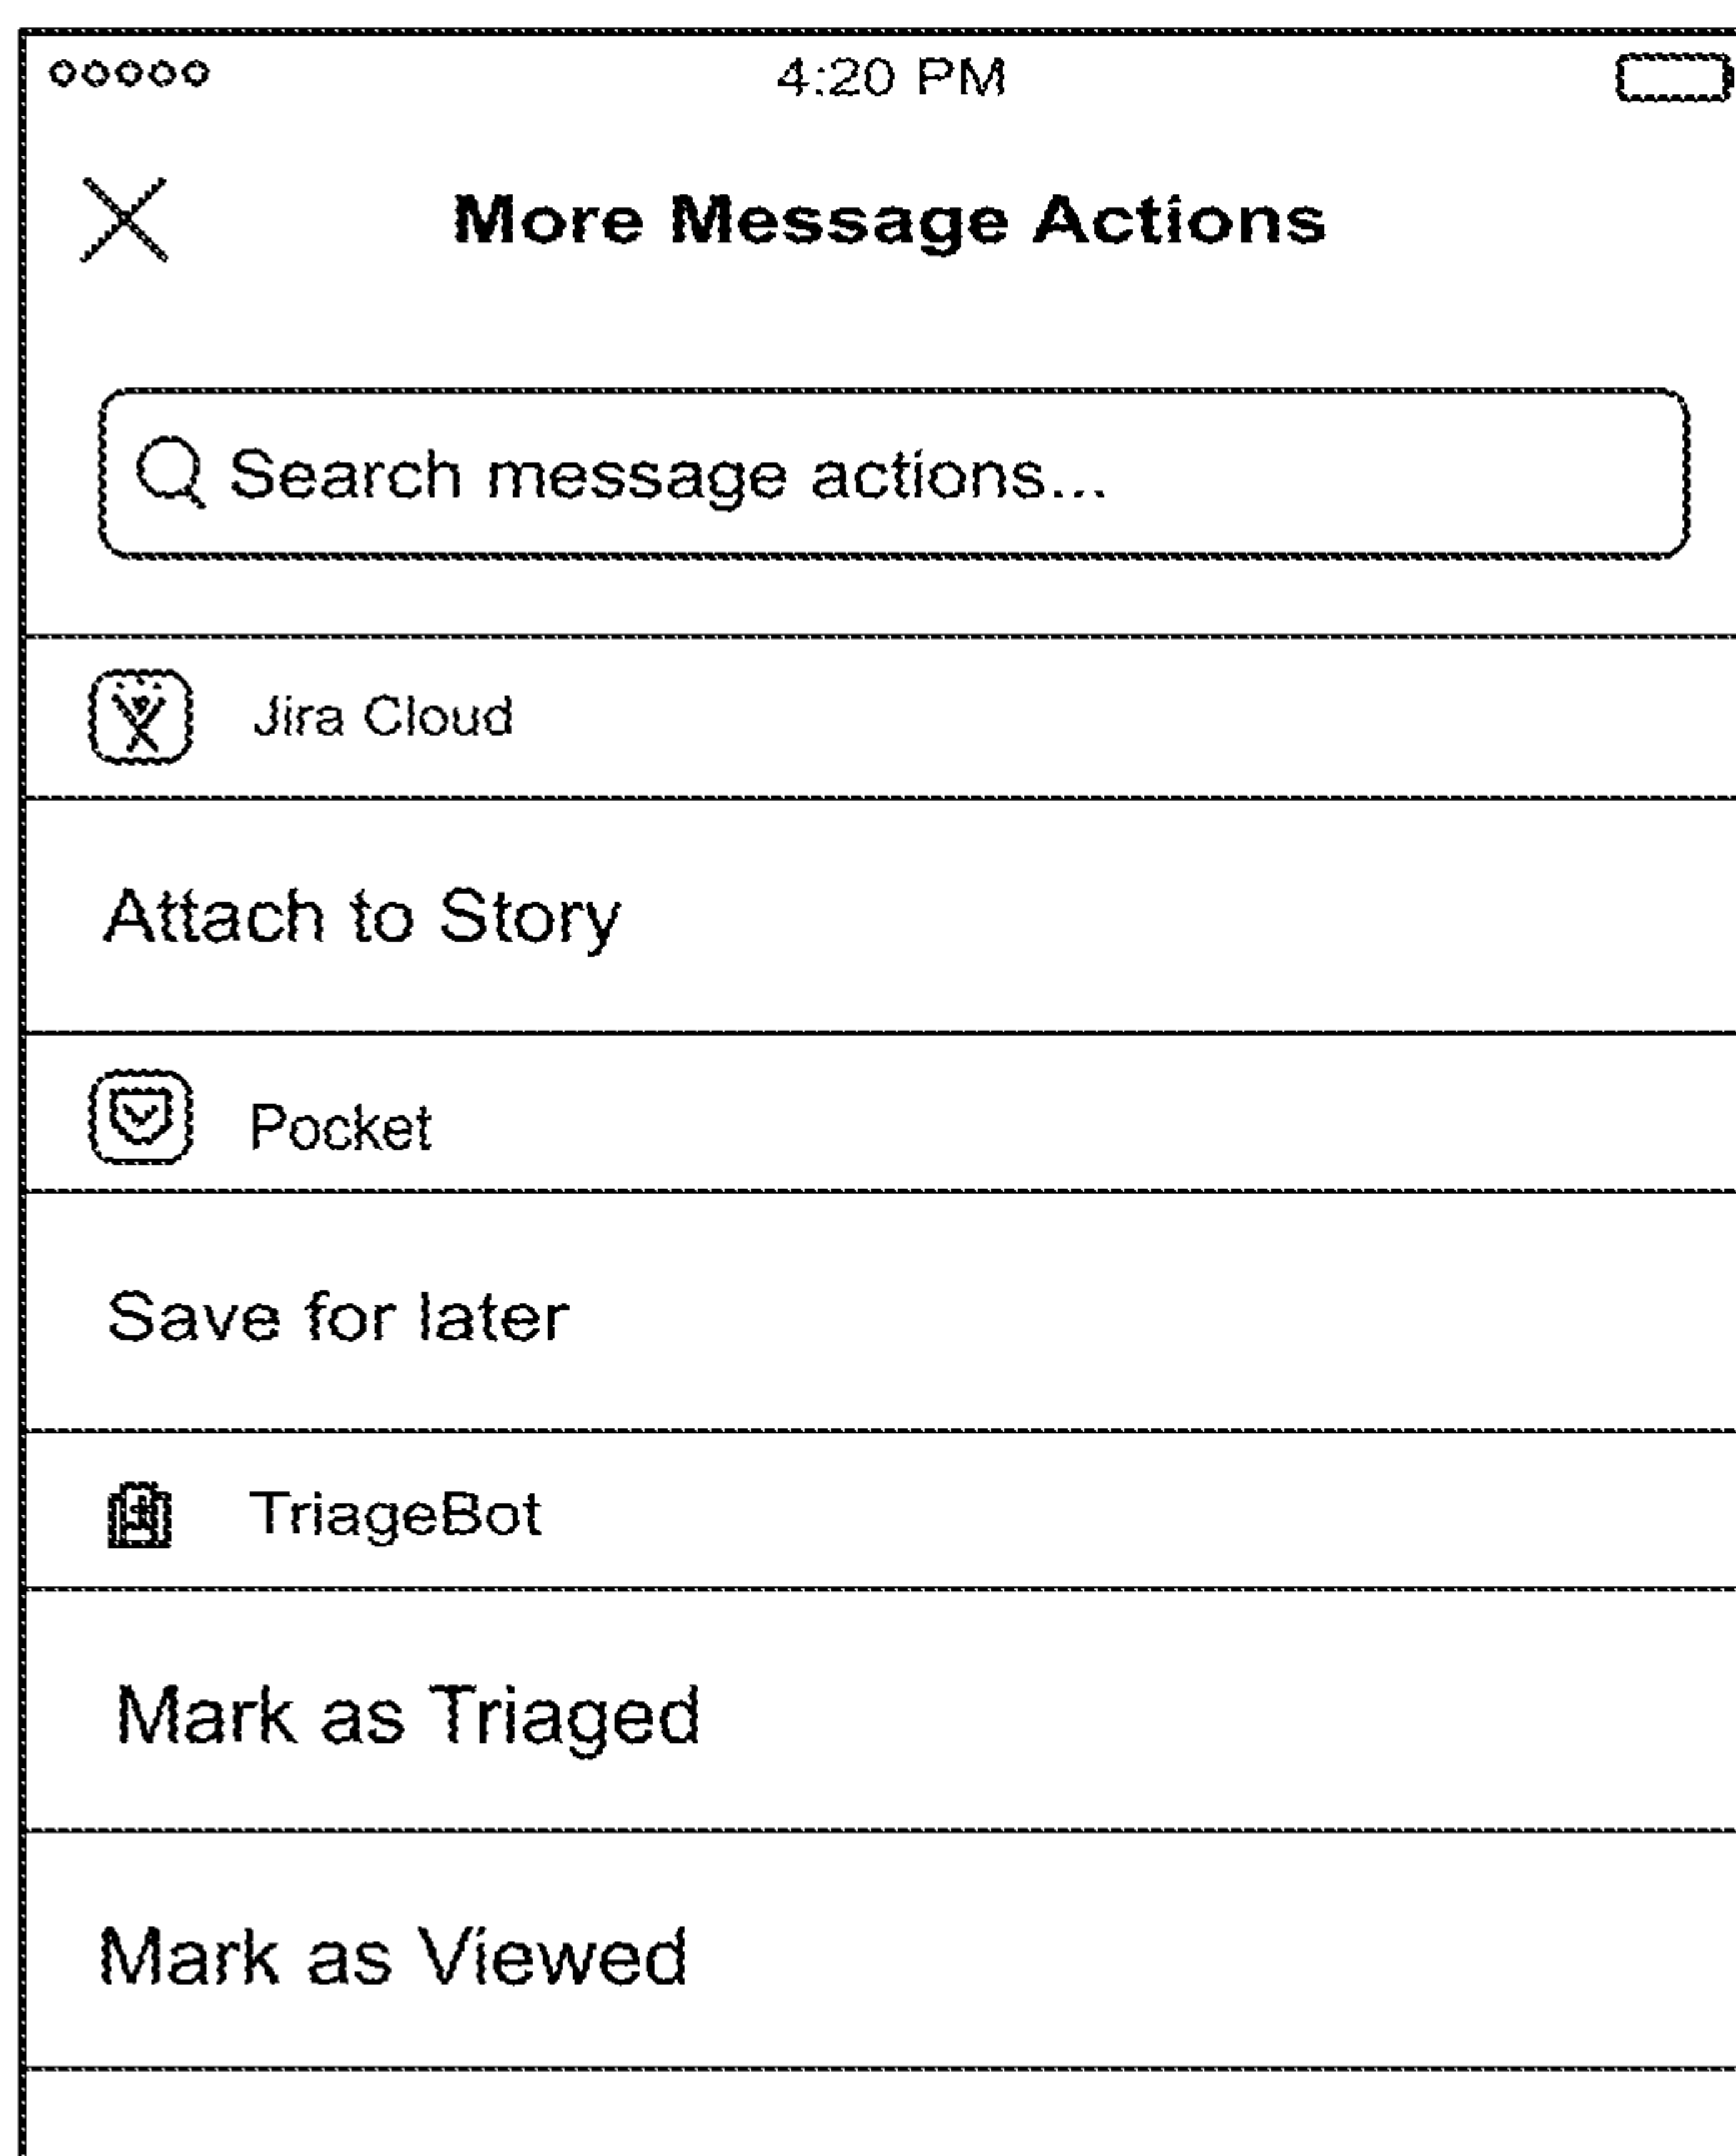 4:20 PM
More Message Actions
Search message actions...
Jira Cloud
Attach to Story
Pocket
Save for later
TriageBot
Mark as Triaged
Mark as Viewed